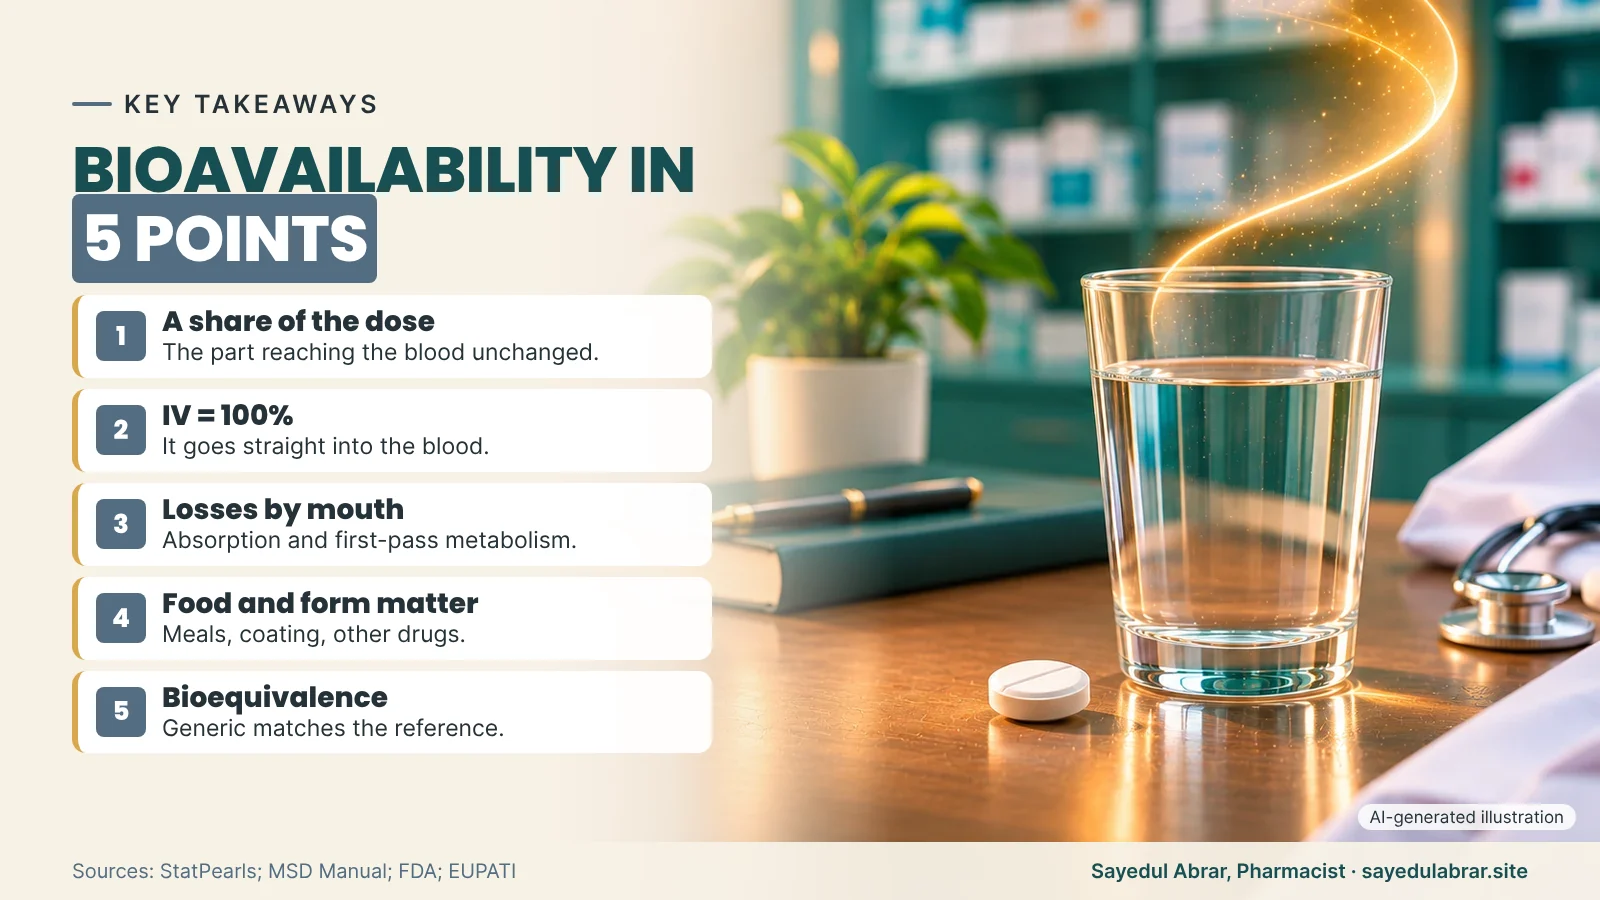 KEY TAKEAWAYS
BIOAVAILABILITY IN
5 POINTS
1
A share of the dose
The part reaching the blood unchanged.
2
IV = 100%
It goes straight into the blood.
3
Losses by mouth
Absorption and first-pass metabolism.
4
Food and form matter
Meals, coating, other drugs.
5
Bioequivalence
Generic matches the reference.
AI-generated illustration
Sources: StatPearls; MSD Manual; FDA; EUPATI
Sayedul Abrar, Pharmacist · sayedulabrar.site